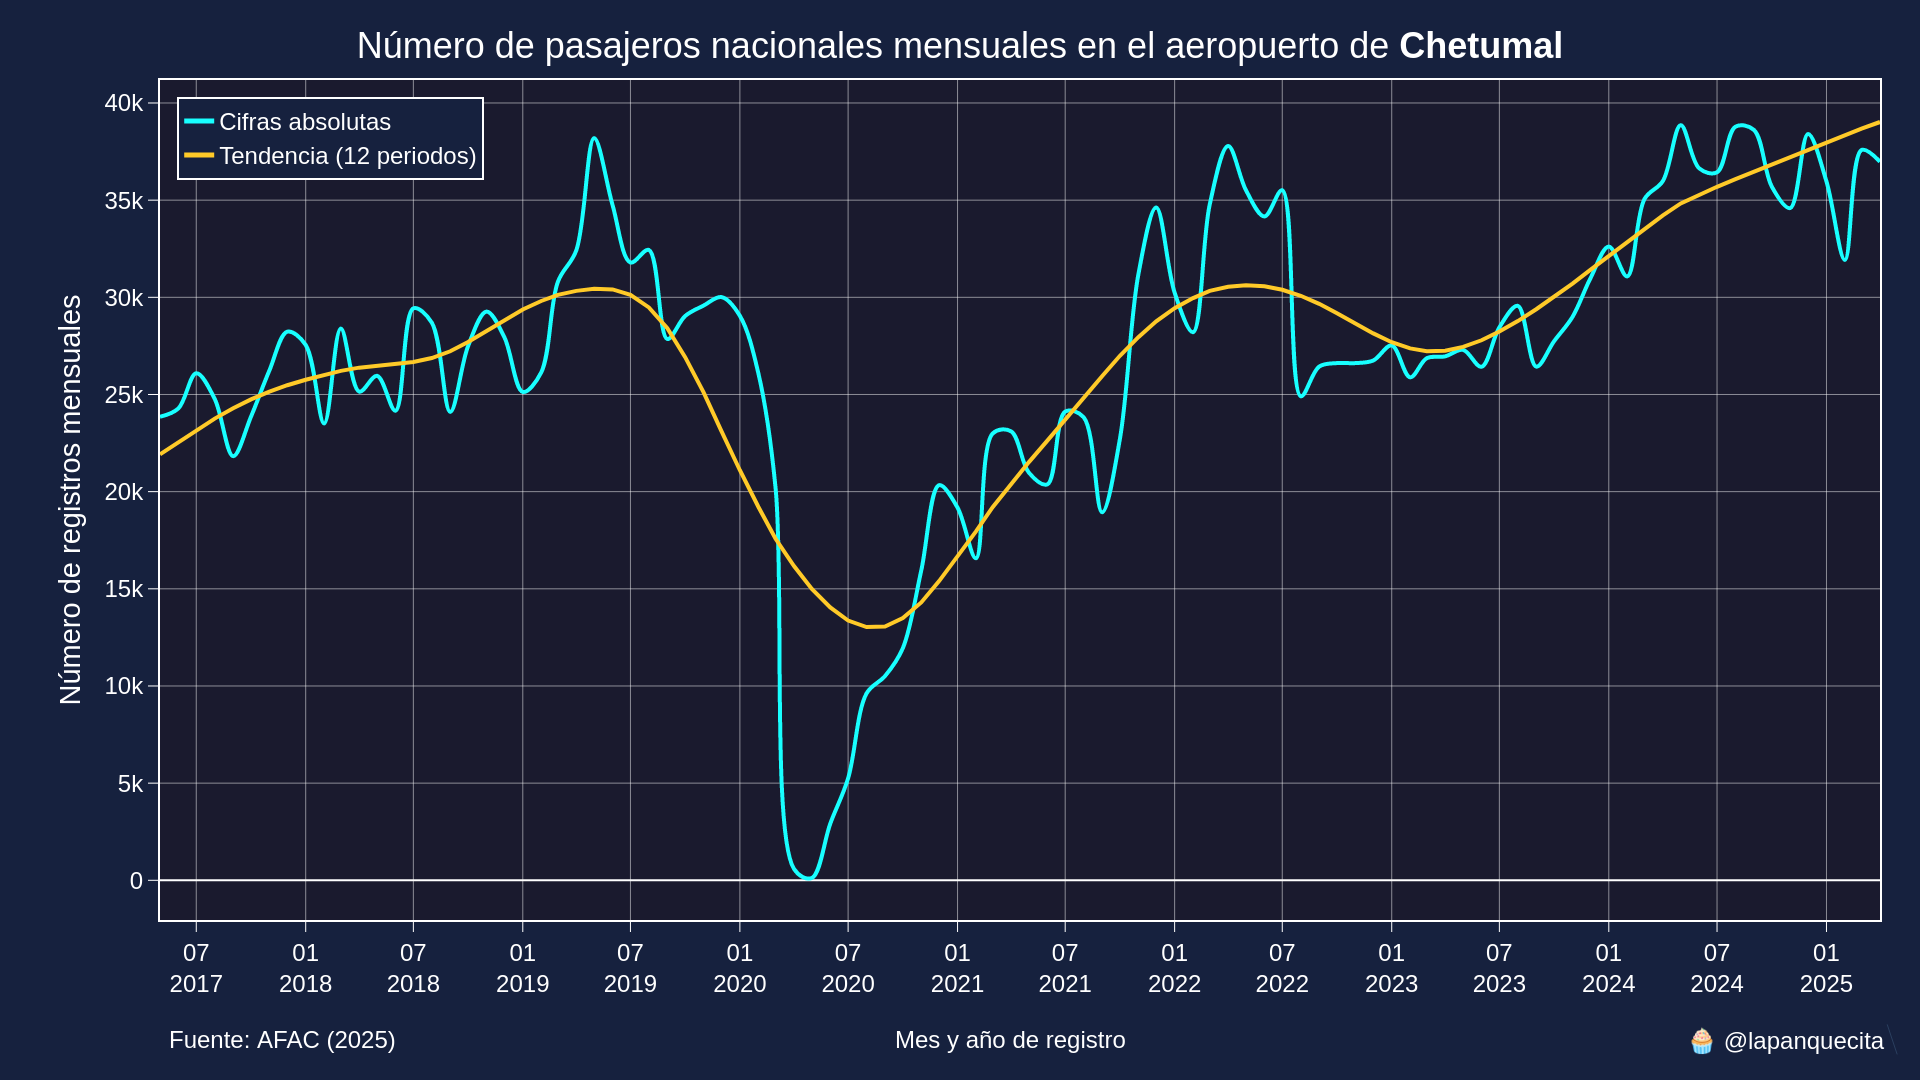 Número de pasajeros nacionales mensuales en el aeropuerto de Chetumal
Cifras absolutas
Tendencia (12 periodos)
Número de registros mensuales
40k
35k
30k
25k
20k
15k
10k
5k
0
07 01 07 01 07 01 07 01 07 01 07 01 07 01 07 01
2017 2018 2018 2019 2019 2020 2020 2021 2021 2022 2022 2023 2023 2024 2024 2025
Fuente: AFAC (2025)
Mes y año de registro
🧁 @lapanquecita